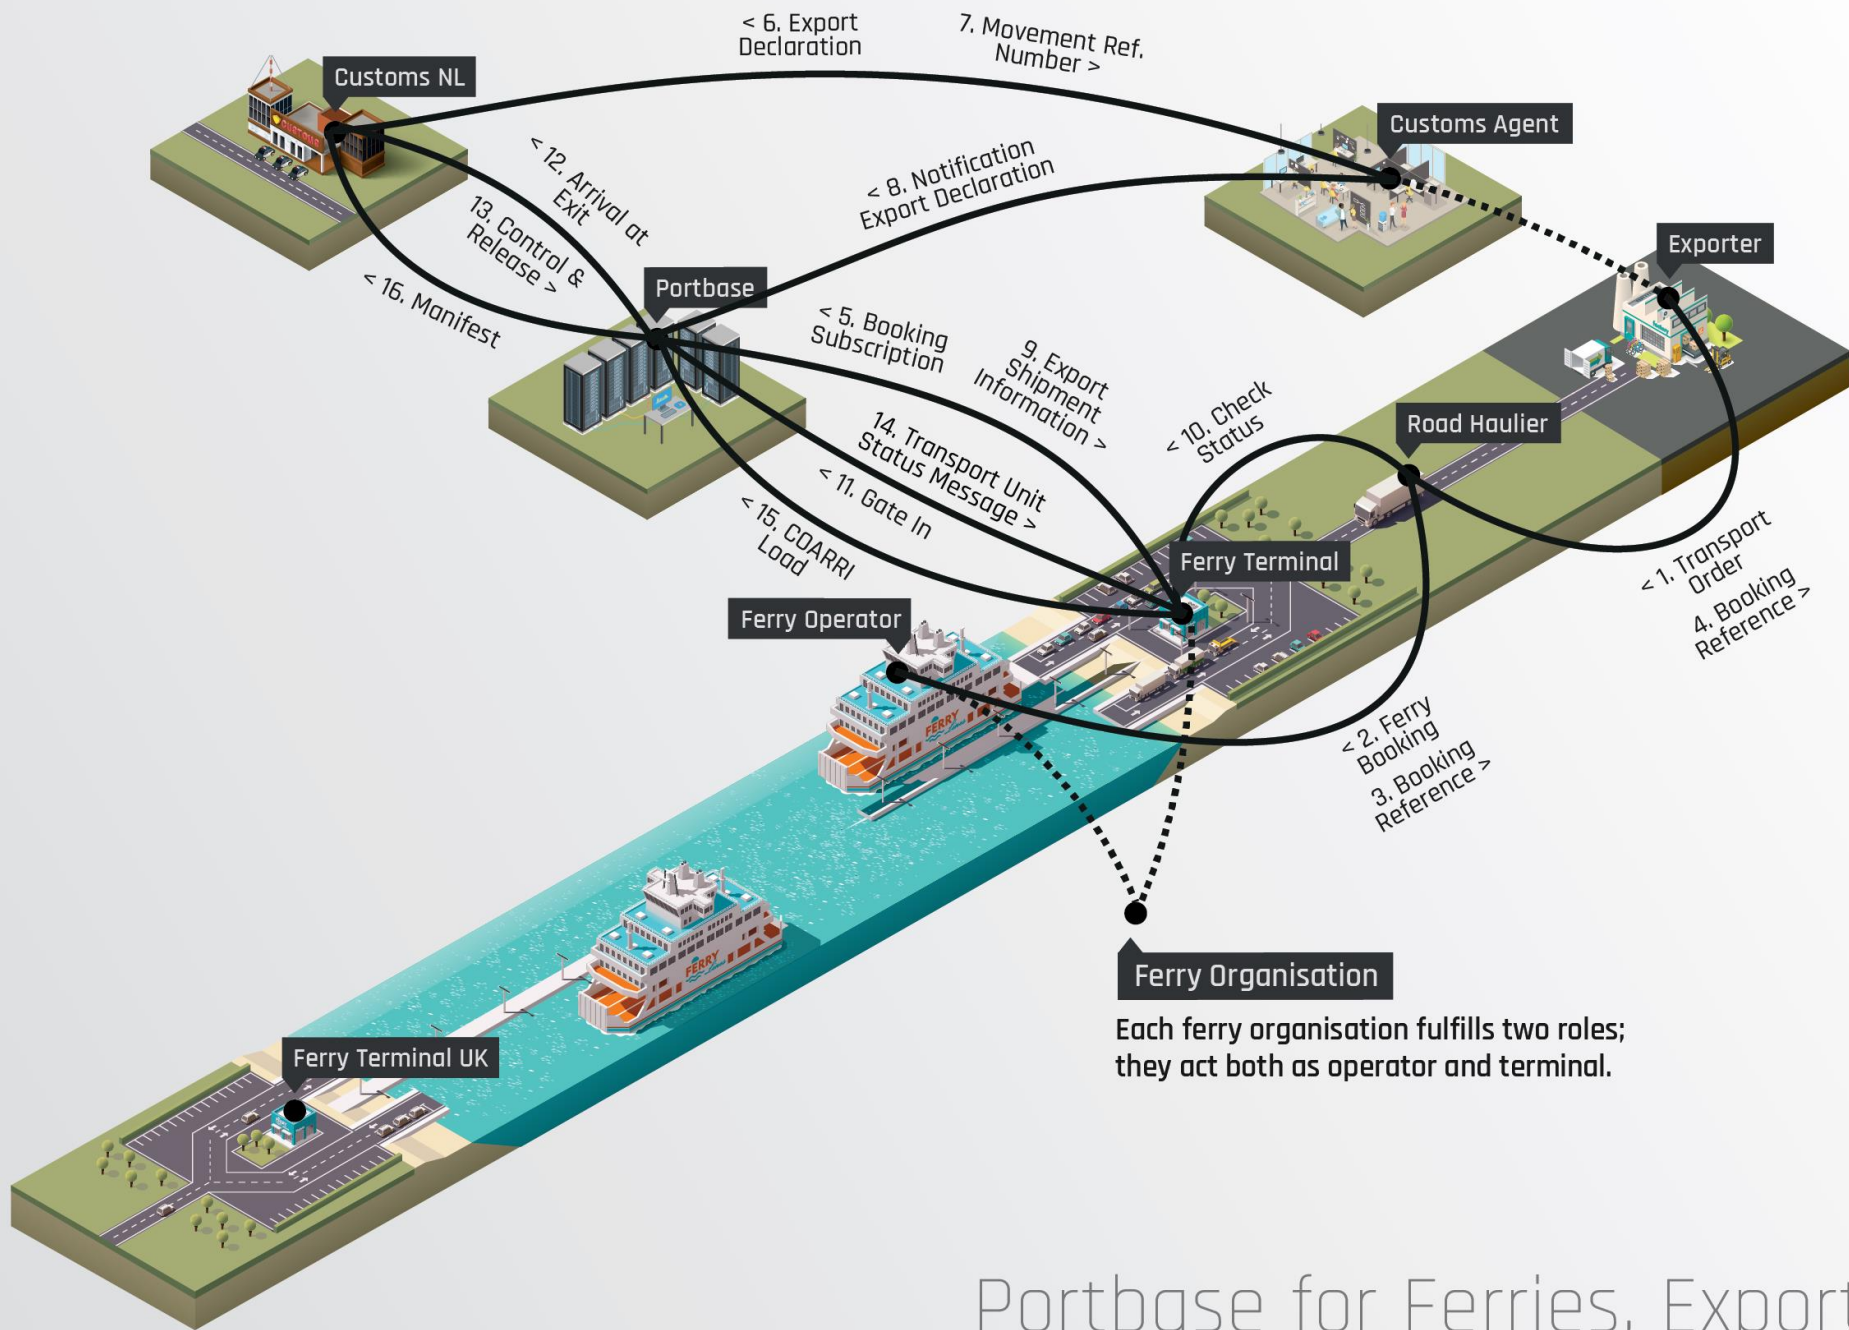 < 6. Export
Declaration
7. Movement Ref.
Number >
Customs NL
CUSTOMS
Customs Agent
< 12. Arrival at
Exit
< 8. Notification
Export Declaration
13. Control &
Release >
Exporter
< 16. Manifest
Portbase
< 5. Booking
Subscription
9. Export
Shipment
Information >
< 10. Check
Status
Road Haulier
14. Transport Unit
Status Message >
< 11. Gate In
< 15. COARRI
Load
Ferry Terminal
< 1. Transport
Order
4. Booking
Reference >
Ferry Operator
FERRY
< 2. Ferry
Booking
3. Booking
Reference >
FERRY
Ferry Organisation
Each ferry organisation fulfills two roles;
they act both as operator and terminal.
Ferry Terminal UK
Portbase for Ferries, Export